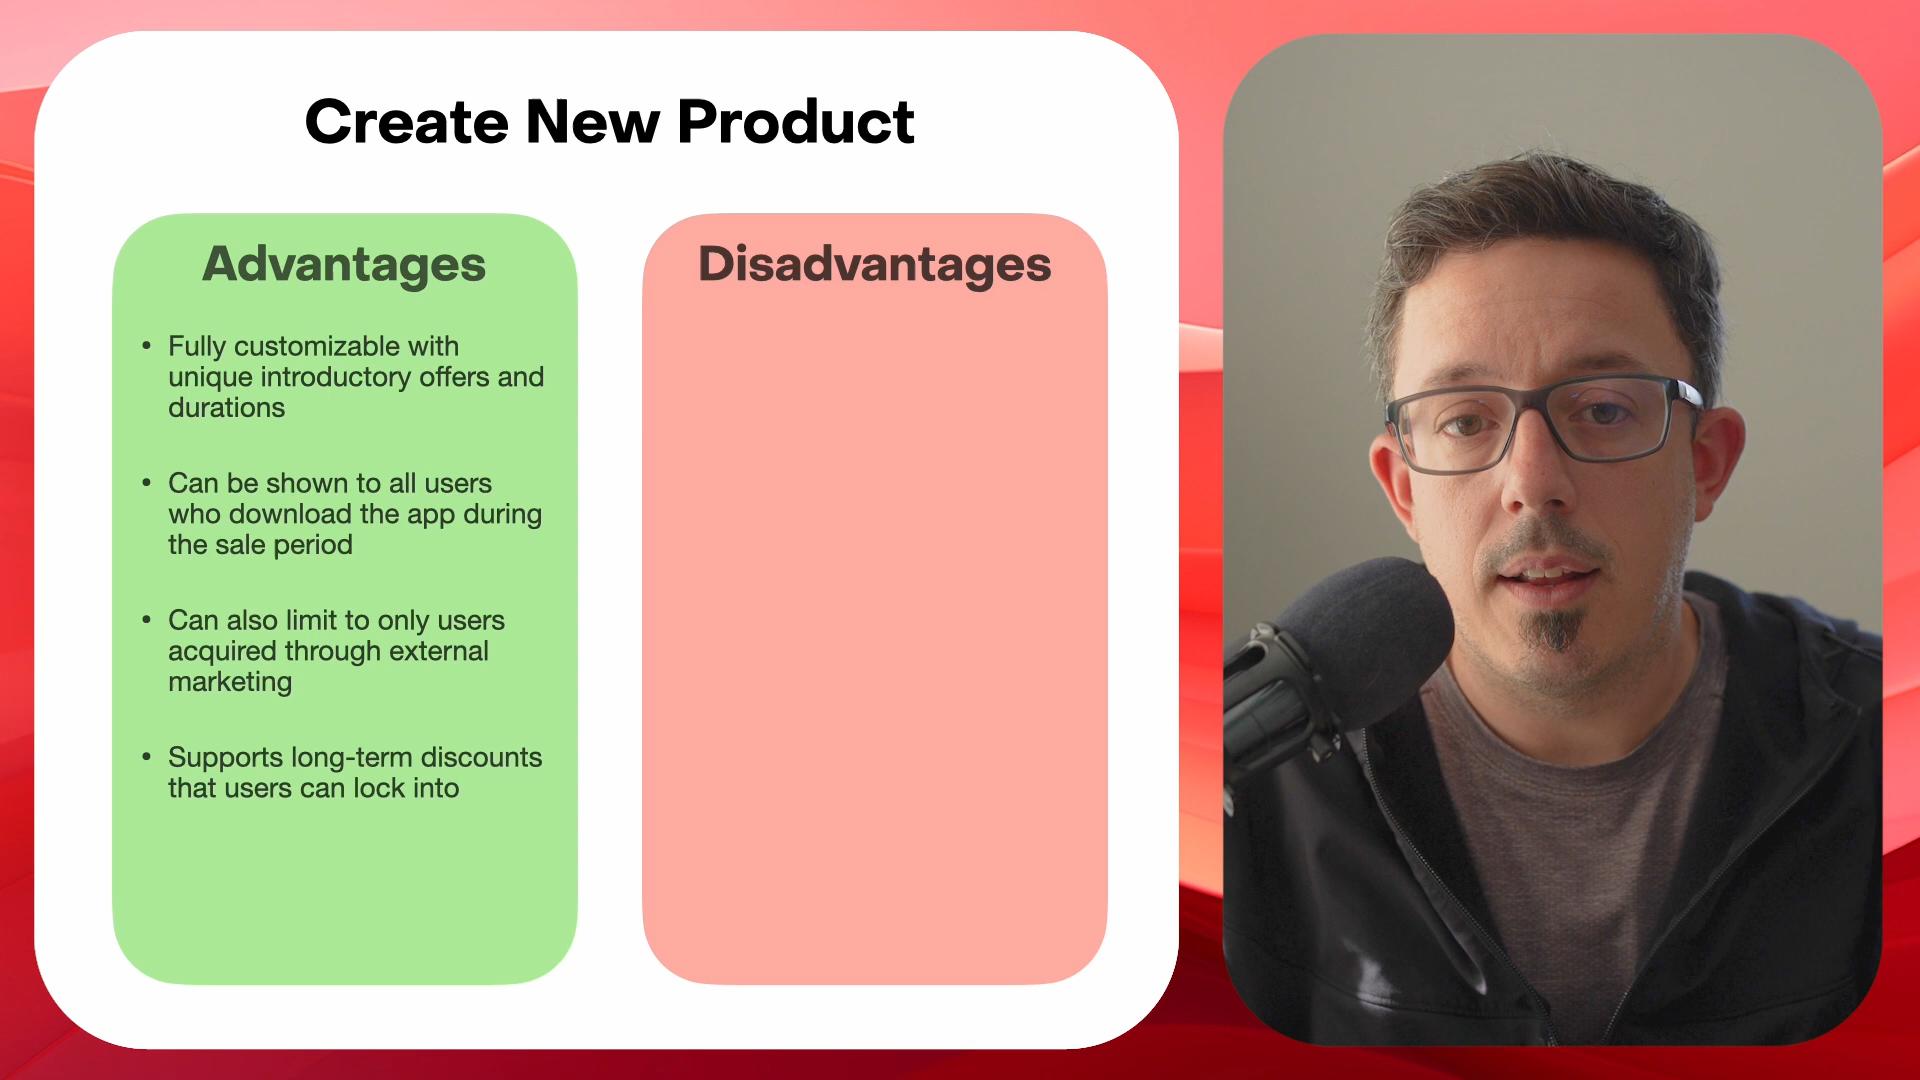 Create New Product
Advantages
• Fully customizable with
unique introductory offers and
durations
• Can be shown to all users
who download the app during
the sale period
• Can also limit to only users
acquired through external
marketing
• Supports long-term discounts
that users can lock into
Disadvantages